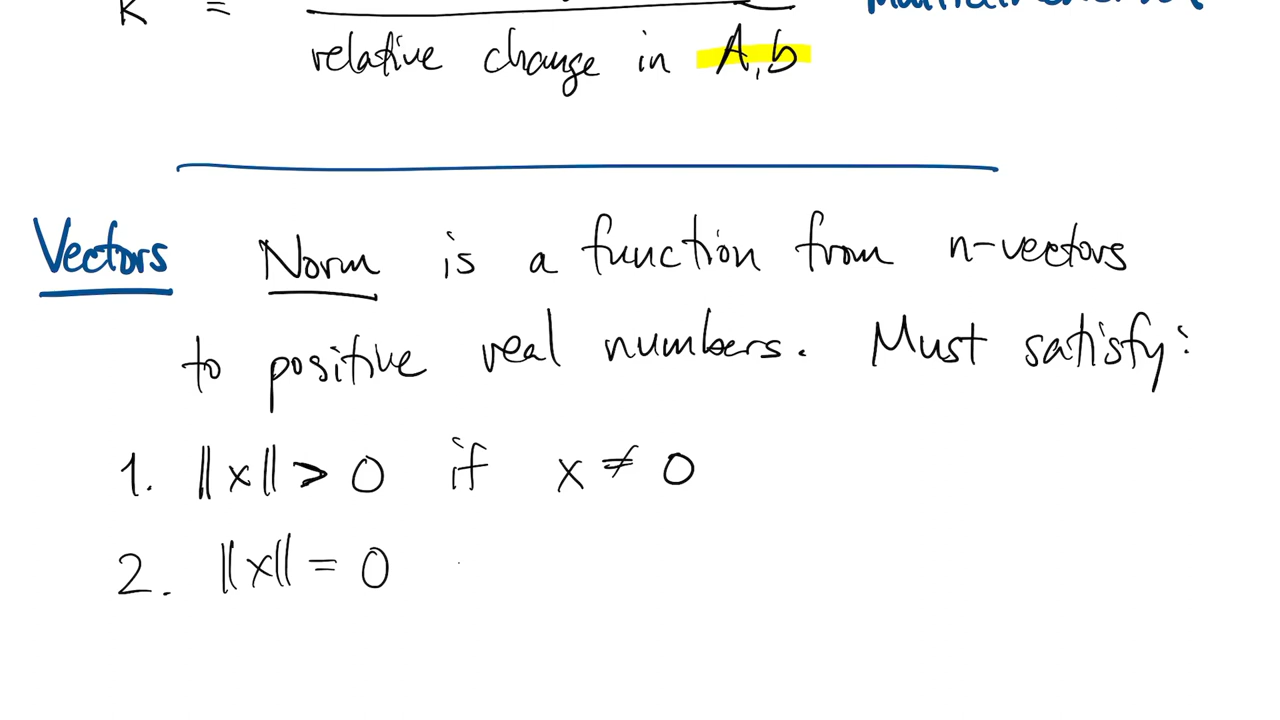 K =
relative change in A,b
Vectors Norm is a function from n-vectors
to positive real numbers. Must satisfy:
1. ||x|| > 0 if x ≠ 0
2. ||x|| = 0